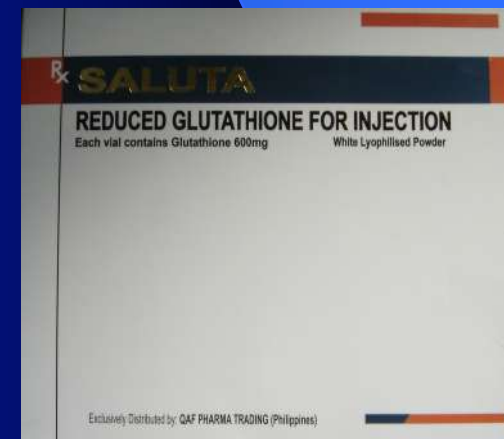 Rx SALUTA
REDUCED GLUTATHIONE FOR INJECTION
Each vial contains Glutathione 600mg White Lyophilised Powder
Exclusively Distributed by: QAF PHARMA TRADING (Philippines)